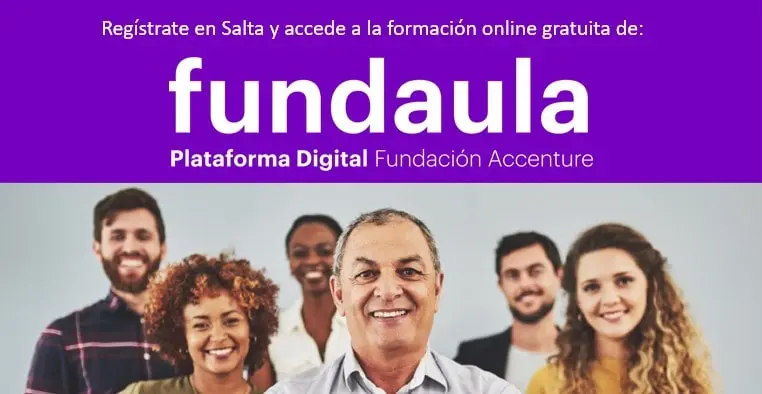 Regístrate en Salta y accede a la formación online gratuita de:
fundaula
Plataforma Digital Fundación Accenture